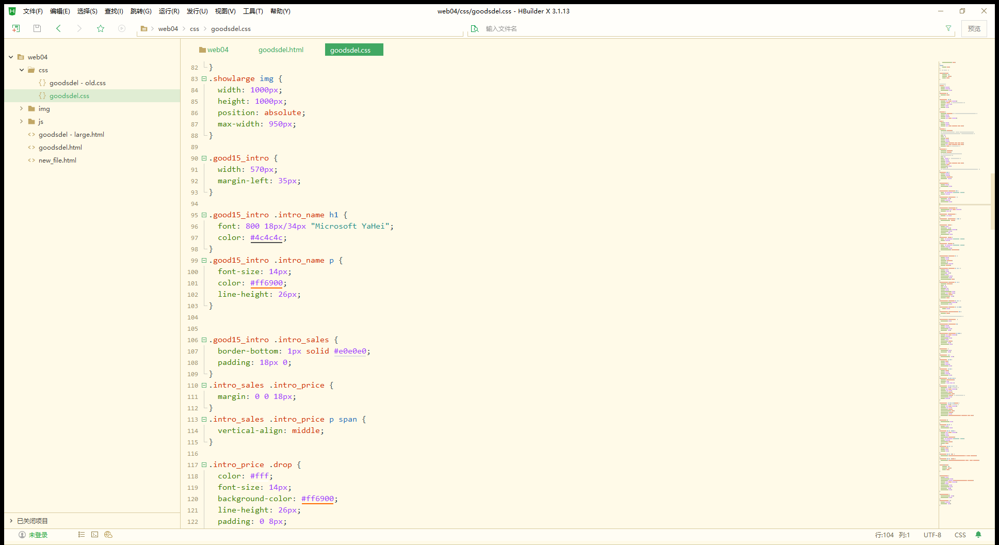 文件(F) 编辑(E) 选择(S) 查找(I) 跳转(G) 运行(R) 发行(U) 视图(V) 工具(T) 帮助(Y)
web04/css/goodsdel.css - HBuilder X 3.1.13
web04 css goodsdel.css
输入文件名
预览
web04
css
goodsdel - old.css
goodsdel.css
img
js
goodsdel - large.html
goodsdel.html
new_file.html
已关闭项目
web04 goodsdel.html goodsdel.css
82 }
83 .showlarge img {
84 width: 1000px;
85 height: 1000px;
86 position: absolute;
87 max-width: 950px;
88 }
89
90 .good15_intro {
91 width: 570px;
92 margin-left: 35px;
93 }
94
95 .good15_intro .intro_name h1 {
96 font: 800 18px/34px "Microsoft YaHei";
97 color: #4c4c4c;
98 }
99 .good15_intro .intro_name p {
100 font-size: 14px;
101 color: #ff6900;
102 line-height: 26px;
103 }
104
105
106 .good15_intro .intro_sales {
107 border-bottom: 1px solid #e0e0e0;
108 padding: 18px 0;
109 }
110 .intro_sales .intro_price {
111 margin: 0 0 18px;
112 }
113 .intro_sales .intro_price p span {
114 vertical-align: middle;
115 }
116
117 .intro_price .drop {
118 color: #fff;
119 font-size: 14px;
120 background-color: #ff6900;
121 line-height: 26px;
122 padding: 0 8px;
未登录
行:104 列:1 UTF-8 CSS